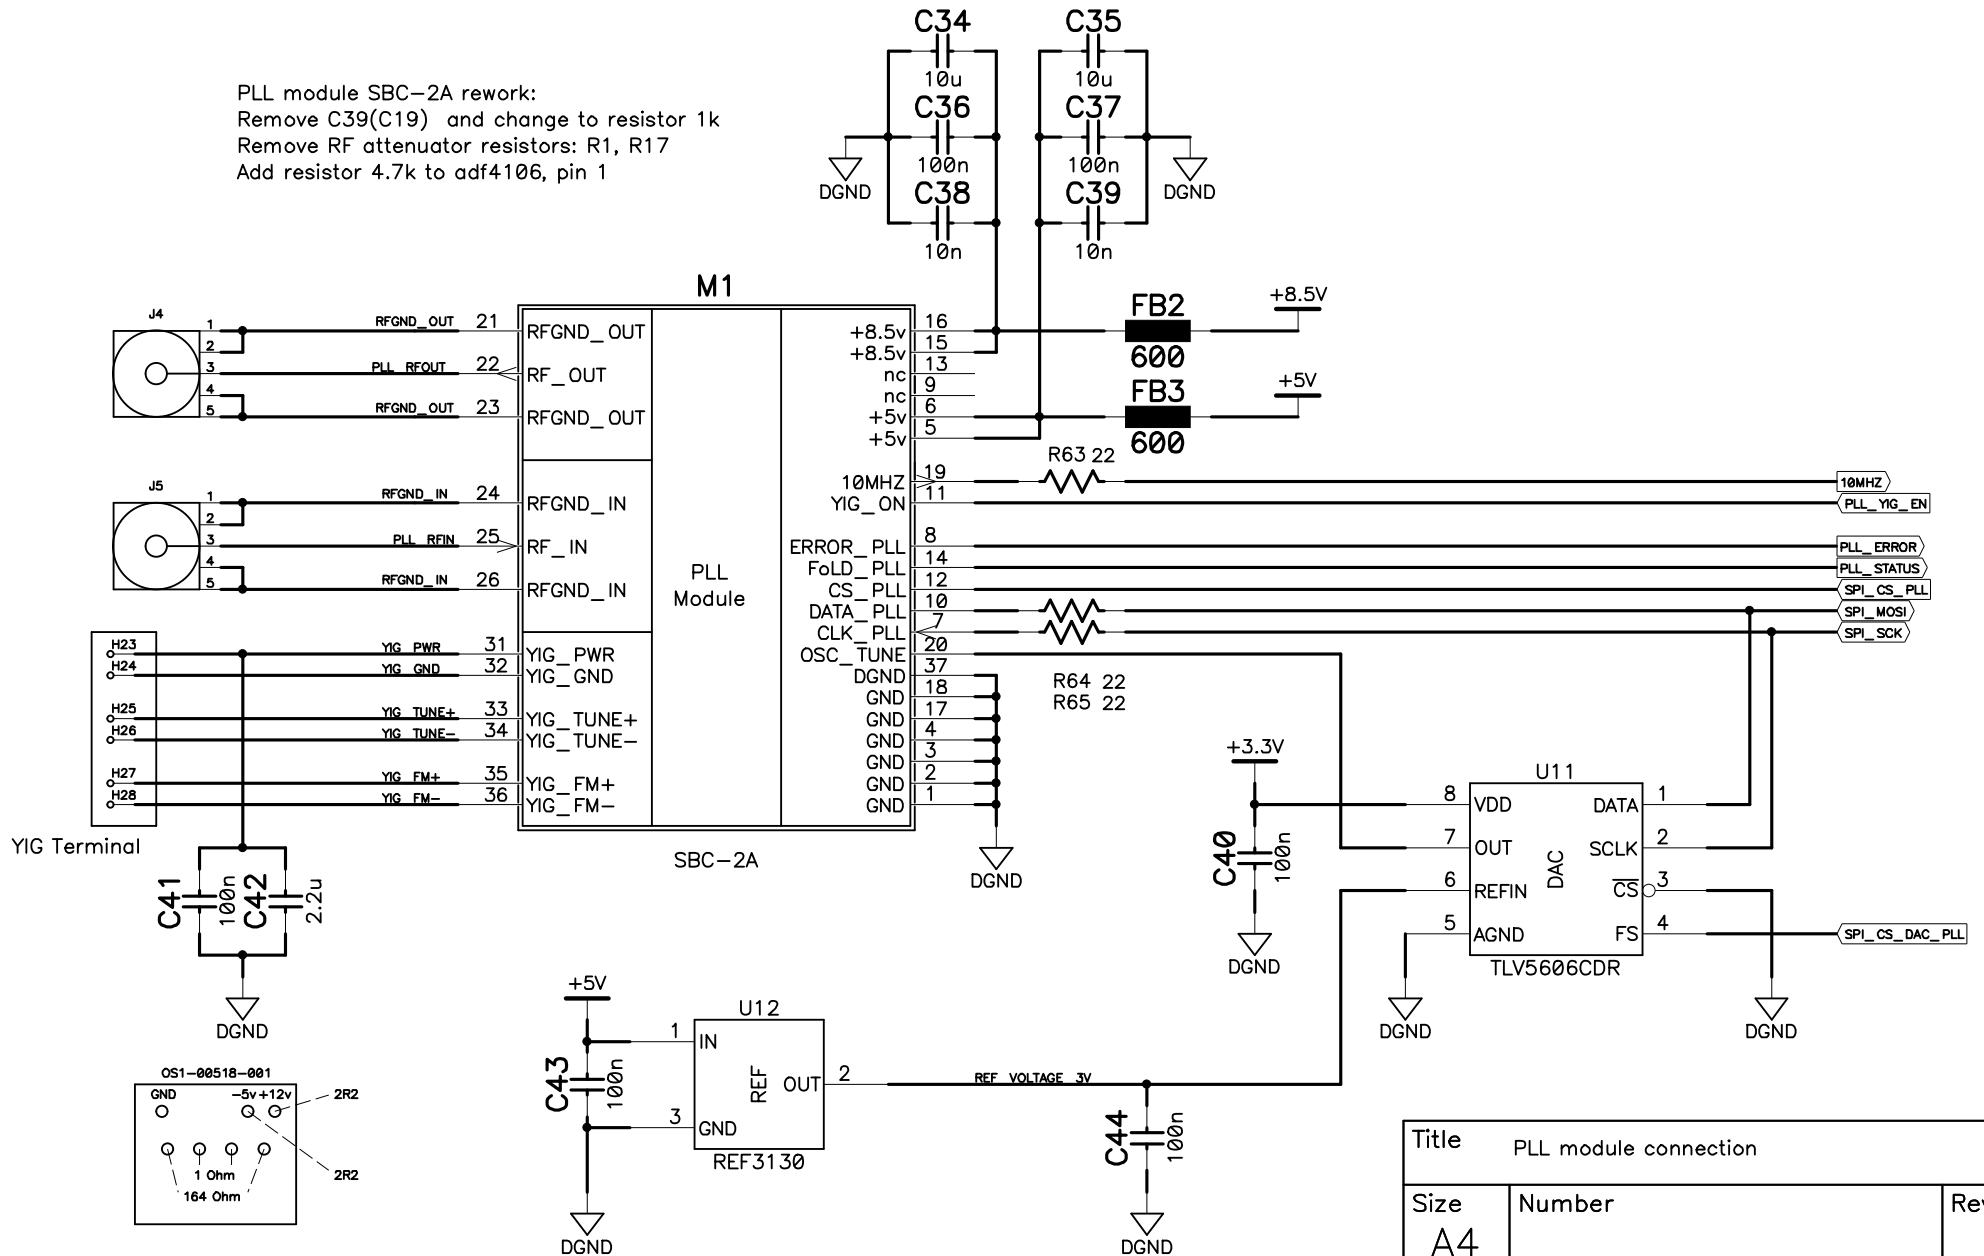 PLL module SBC-2A rework:
Remove C39(C19) and change to resistor 1k
Remove RF attenuator resistors: R1, R17
Add resistor 4.7k to adf4106, pin 1
C34
10u
C36
100n
C38
10n
DGND
C35
10u
C37
100n
C39
10n
DGND
M1
J4
1
2
3
4
5
RFGND_OUT 21 RFGND_OUT
PLL_RFOUT 22 RF_OUT
RFGND_OUT 23 RFGND_OUT
J5
1
2
3
4
5
RFGND_IN 24 RFGND_IN
PLL_RFIN 25 RF_IN
RFGND_IN 26 RFGND_IN
H23 YIG_PWR 31 YIG_PWR
H24 YIG_GND 32 YIG_GND
H25 YIG_TUNE+ 33 YIG_TUNE+
H26 YIG_TUNE- 34 YIG_TUNE-
H27 YIG_FM+ 35 YIG_FM+
H28 YIG_FM- 36 YIG_FM-
YIG Terminal
PLL
Module
SBC-2A
+8.5v 16
+8.5v 15
nc 13
nc 9
+5v 6
+5v 5
10MHZ 19
YIG_ON 11
ERROR_PLL 8
FoLD_PLL 14
CS_PLL 12
DATA_PLL 10
CLK_PLL 7
OSC_TUNE 20
DGND 37
GND 18
GND 17
GND 4
GND 3
GND 2
GND 1
DGND
FB2
600
+8.5V
FB3
600
+5V
R63 22
R64 22
R65 22
10MHZ
PLL_YIG_EN
PLL_ERROR
PLL_STATUS
SPI_CS_PLL
SPI_MOSI
SPI_SCK
+3.3V
C40
100n
DGND
U11
8 VDD
7 OUT
6 REFIN
5 AGND
DAC
DATA 1
SCLK 2
CS 3
FS 4
TLV5606CDR
SPI_CS_DAC_PLL
DGND
DGND
C41
100n
C42
2.2u
DGND
OS1-00518-001
GND
-5v +12v
2R2
2R2
1 Ohm
164 Ohm
+5V
C43
100n
DGND
U12
1 IN
3 GND
REF
OUT 2
REF3130
REF_VOLTAGE_3V
C44
100n
DGND
Title
PLL module connection
Size
A4
Number
Rev